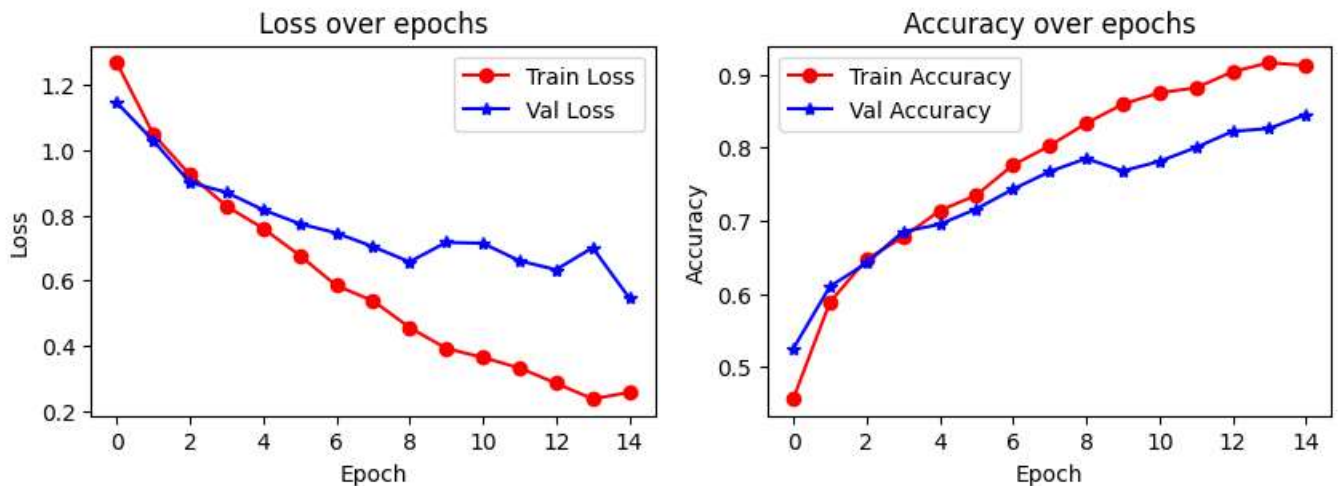 Loss over epochs
Train Loss
Val Loss
1.2
1.0
0.8
0.6
0.4
0.2
Loss
0 2 4 6 8 10 12 14
Epoch
Accuracy over epochs
Train Accuracy
Val Accuracy
0.9
0.8
0.7
0.6
0.5
Accuracy
0 2 4 6 8 10 12 14
Epoch